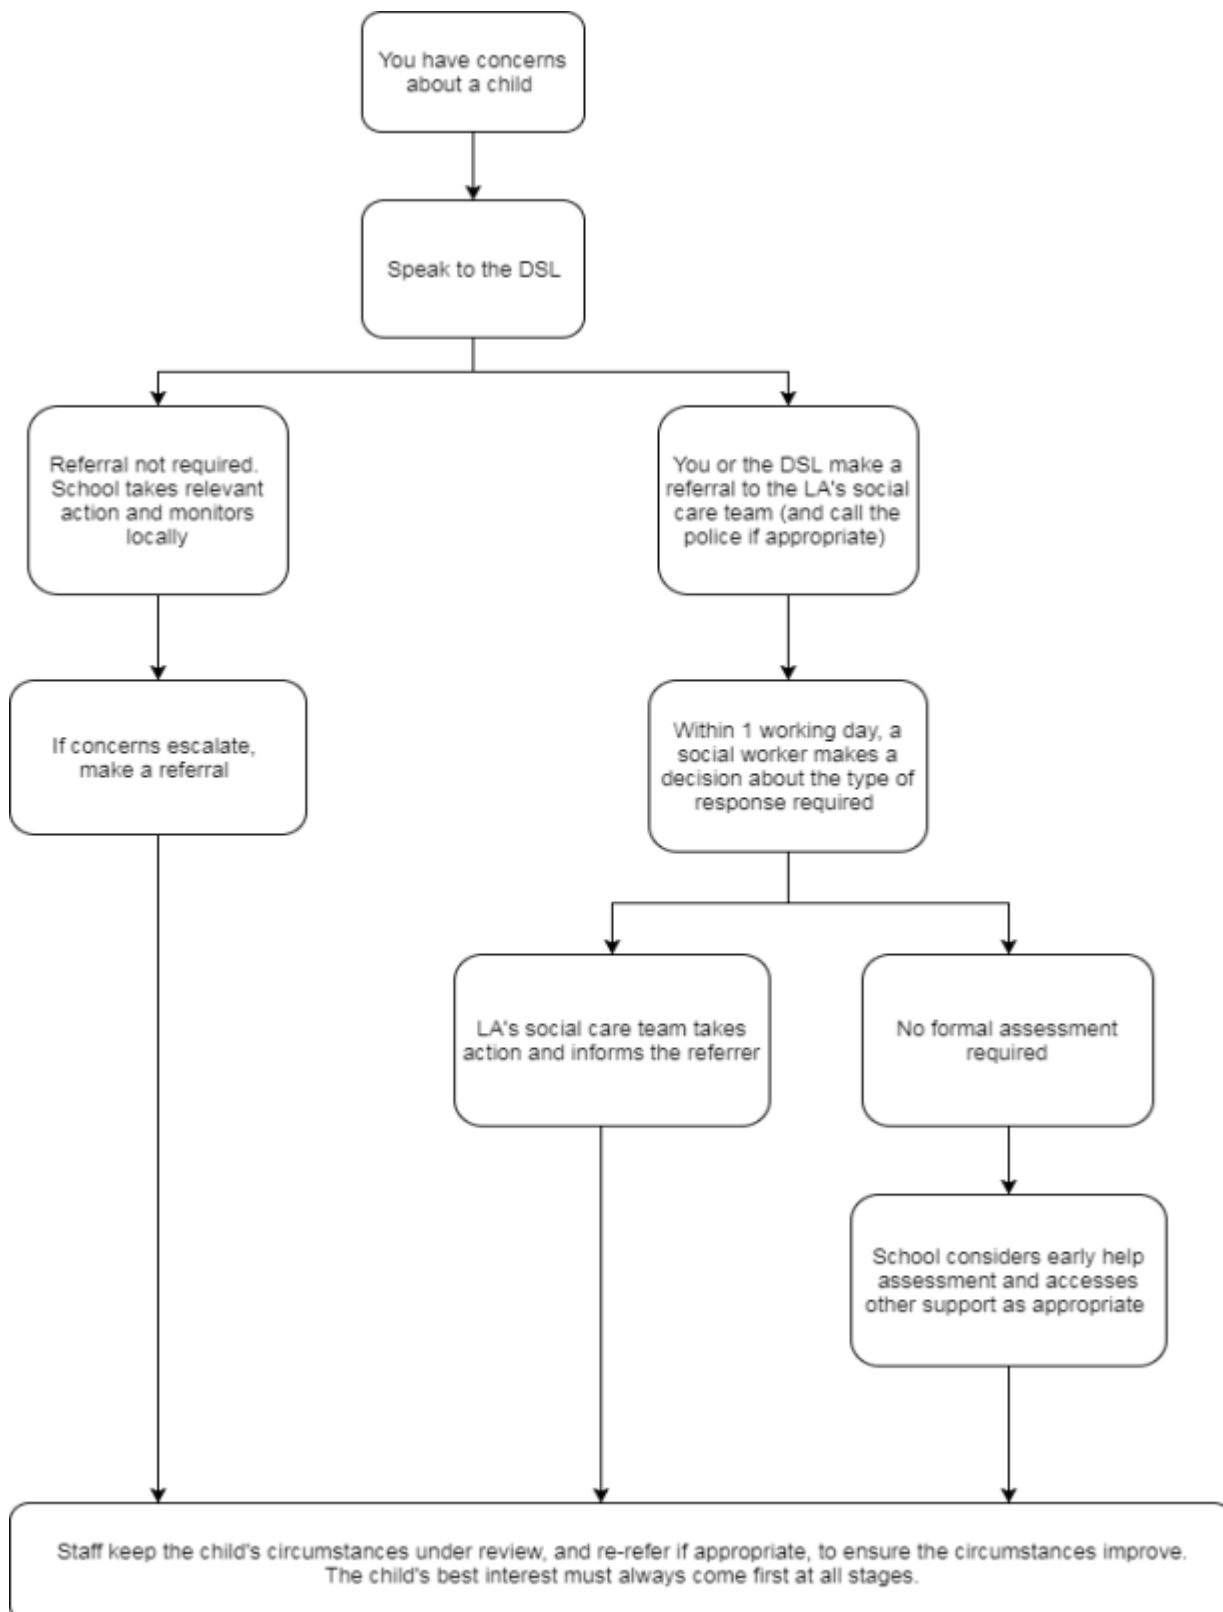 You have concerns
about a child
Speak to the DSL
Referral not required.
School takes relevant
action and monitors
locally
You or the DSL make a
referral to the LA's social
care team (and call the
police if appropriate)
If concerns escalate,
make a referral
Within 1 working day, a
social worker makes a
decision about the type of
response required
LA's social care team takes
action and informs the referrer
No formal assessment
required
School considers early help
assessment and accesses
other support as appropriate
Staff keep the child's circumstances under review, and re-refer if appropriate, to ensure the circumstances improve.
The child's best interest must always come first at all stages.